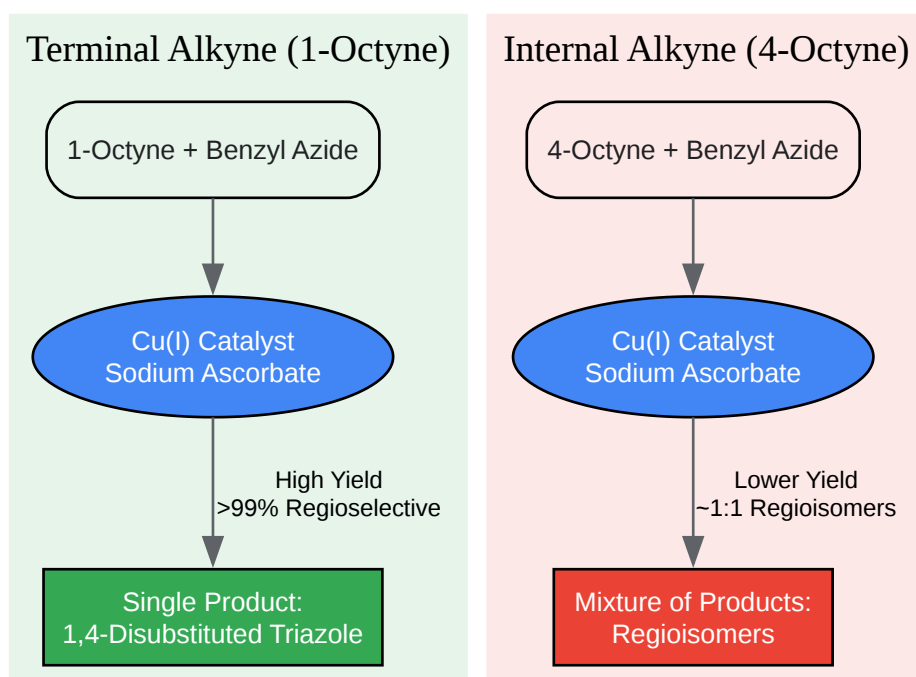 Terminal Alkyne (1-Octyne)
1-Octyne + Benzyl Azide
Cu(I) Catalyst
Sodium Ascorbate
High Yield
>99% Regioselective
Single Product:
1,4-Disubstituted Triazole
Internal Alkyne (4-Octyne)
4-Octyne + Benzyl Azide
Cu(I) Catalyst
Sodium Ascorbate
Lower Yield
~1:1 Regioisomers
Mixture of Products:
Regioisomers